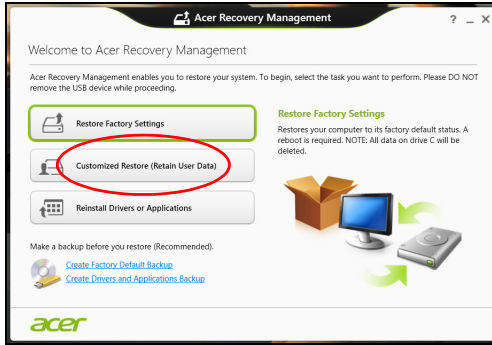 Acer Recovery Management
Welcome to Acer Recovery Management
Acer Recovery Management enables you to restore your system. To begin, select the task you want to perform. Please DO NOT
remove the USB device while proceeding.
Restore Factory Settings
Customized Restore (Retain User Data)
Reinstall Drivers or Applications
Restore Factory Settings
Restores your computer to its factory default status. A
reboot is required. NOTE: All data on drive C will be
deleted.
Make a backup before you restore (Recommended).
Create Factory Default Backup
Create Drivers and Applications Backup
acer